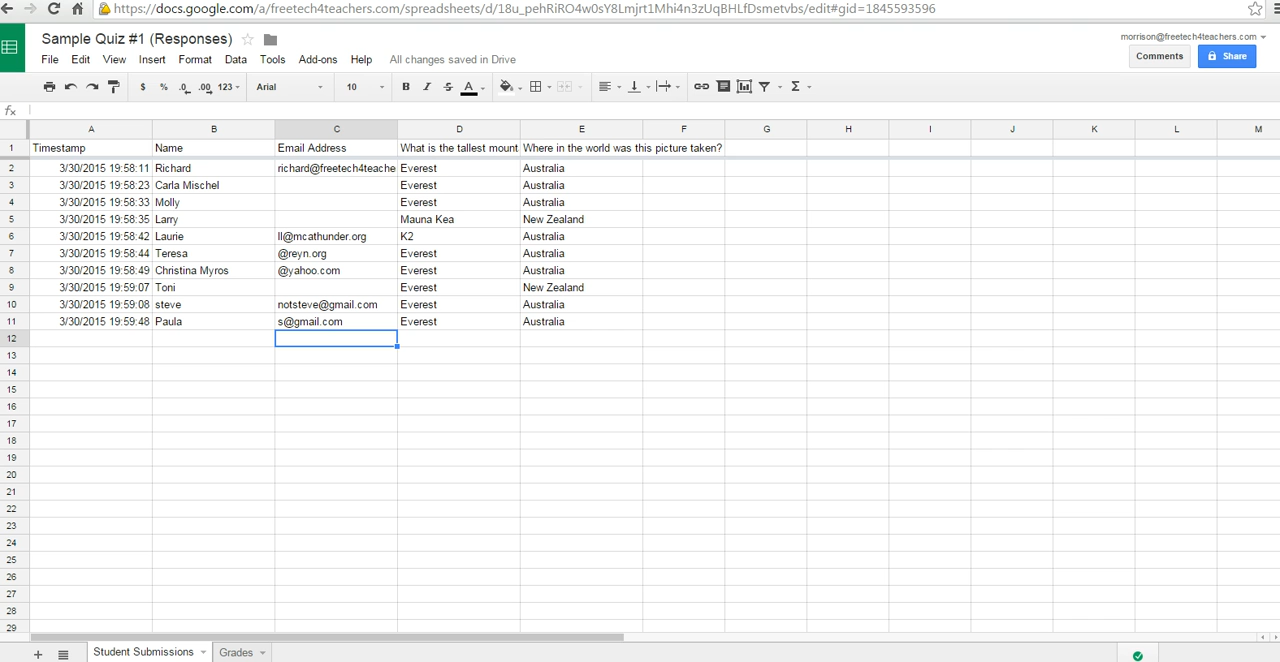 https://docs.google.com/a/freetech4teachers.com/spreadsheets/d/18u_pehRiRO4w0sY8Lmjrt1Mhi4n3zUqBHLfDsmetvbs/edit#gid=1845593596
Sample Quiz #1 (Responses)
morrison@freetech4teachers.com
File Edit View Insert Format Data Tools Add-ons Help All changes saved in Drive
Comments Share
$ % .0 .00 123 Arial 10 B I S A Σ
fx
A B C D E F G H I J K L M
1 Timestamp Name Email Address What is the tallest mount Where in the world was this picture taken?
2 3/30/2015 19:58:11 Richard richard@freetech4teache Everest Australia
3 3/30/2015 19:58:23 Carla Mischel Everest Australia
4 3/30/2015 19:58:33 Molly Everest Australia
5 3/30/2015 19:58:35 Larry Mauna Kea New Zealand
6 3/30/2015 19:58:42 Laurie ll@mcathunder.org K2 Australia
7 3/30/2015 19:58:44 Teresa @reyn.org Everest Australia
8 3/30/2015 19:58:49 Christina Myros @yahoo.com Everest Australia
9 3/30/2015 19:59:07 Toni Everest New Zealand
10 3/30/2015 19:59:08 steve notsteve@gmail.com Everest Australia
11 3/30/2015 19:59:48 Paula s@gmail.com Everest Australia
12
13
14
15
16
17
18
19
20
21
22
23
24
25
26
27
28
29
Student Submissions Grades